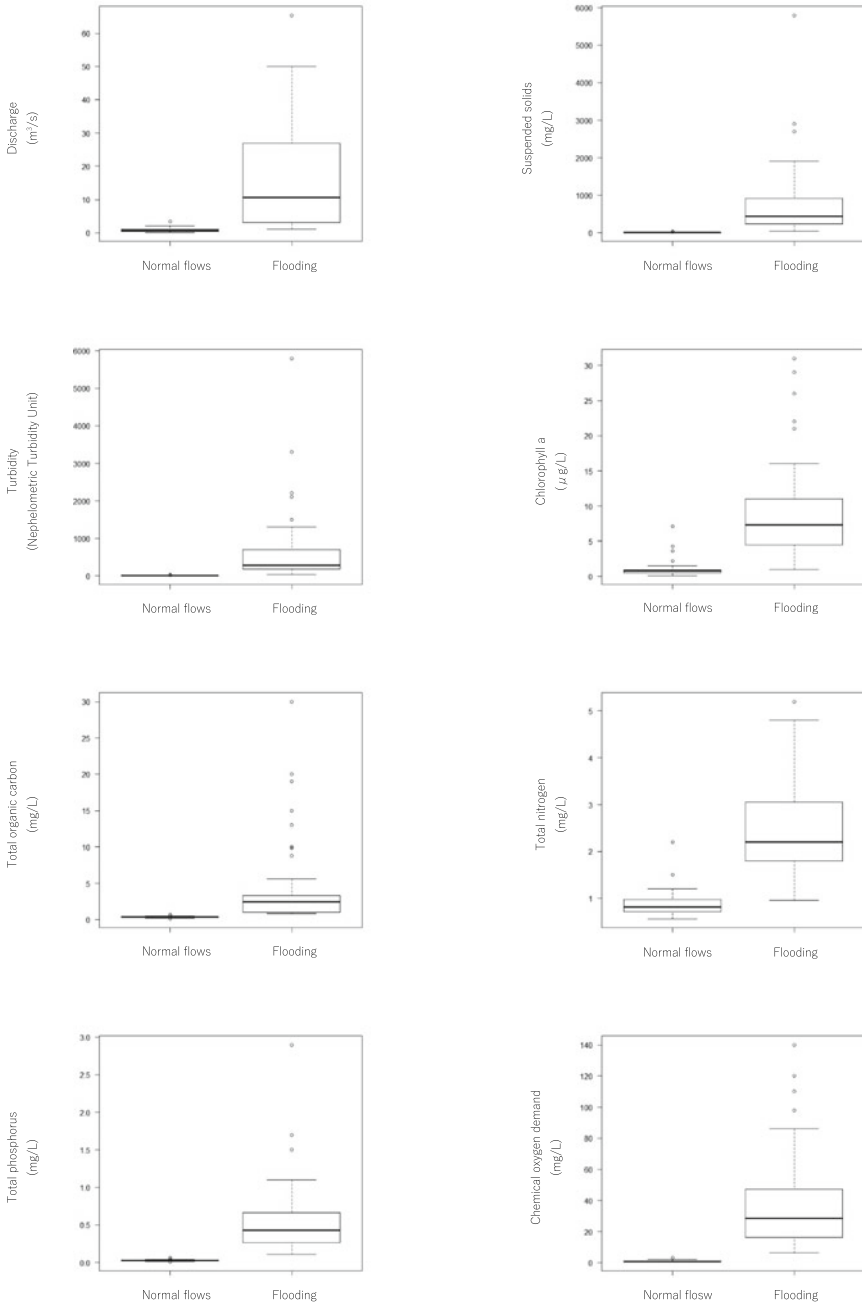 Discharge
(m³/s)
60
50
40
30
20
10
0
Normal flows Flooding
Suspended solids
(mg/L)
6000
5000
4000
3000
2000
1000
0
Normal flows Flooding
Turbidity
(Nephelometric Turbidity Unit)
6000
5000
4000
3000
2000
1000
0
Normal flows Flooding
Chlorophyll a
(μg/L)
30
25
20
15
10
5
0
Normal flows Flooding
Total organic carbon
(mg/L)
30
25
20
15
10
5
0
Normal flows Flooding
Total nitrogen
(mg/L)
5
4
3
2
1
Normal flows Flooding
Total phosphorus
(mg/L)
3.0
2.5
2.0
1.5
1.0
0.5
0.0
Normal flows Flooding
Chemical oxygen demand
(mg/L)
140
120
100
80
60
40
20
0
Normal flosw Flooding